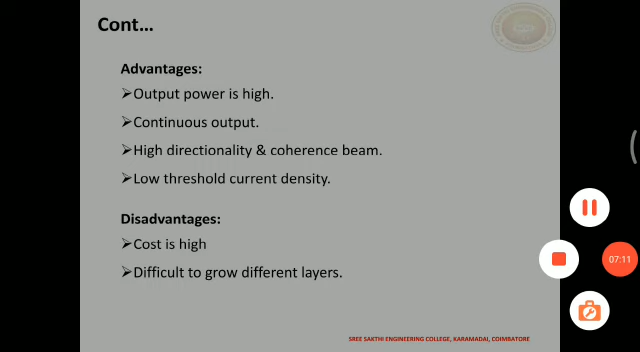 Cont...
Advantages:
➢Output power is high.
➢Continuous output.
➢High directionality & coherence beam.
➢Low threshold current density.
Disadvantages:
➢Cost is high
➢Difficult to grow different layers.
07:11
SREE SAKTHI ENGINEERING COLLEGE, KARAMADAI, COIMBATORE